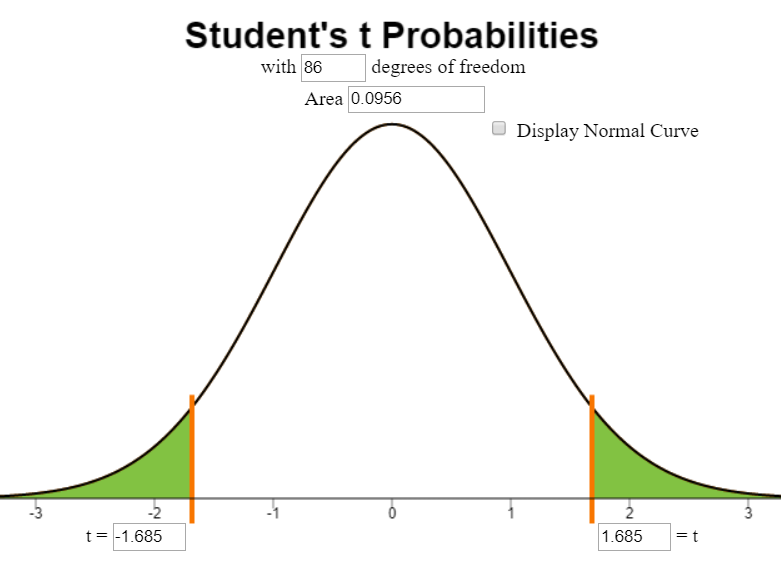 Student's t Probabilities
with 86 degrees of freedom
Area 0.0956
Display Normal Curve
-3 -2 -1 0 1 2 3
t = -1.685 1.685 = t